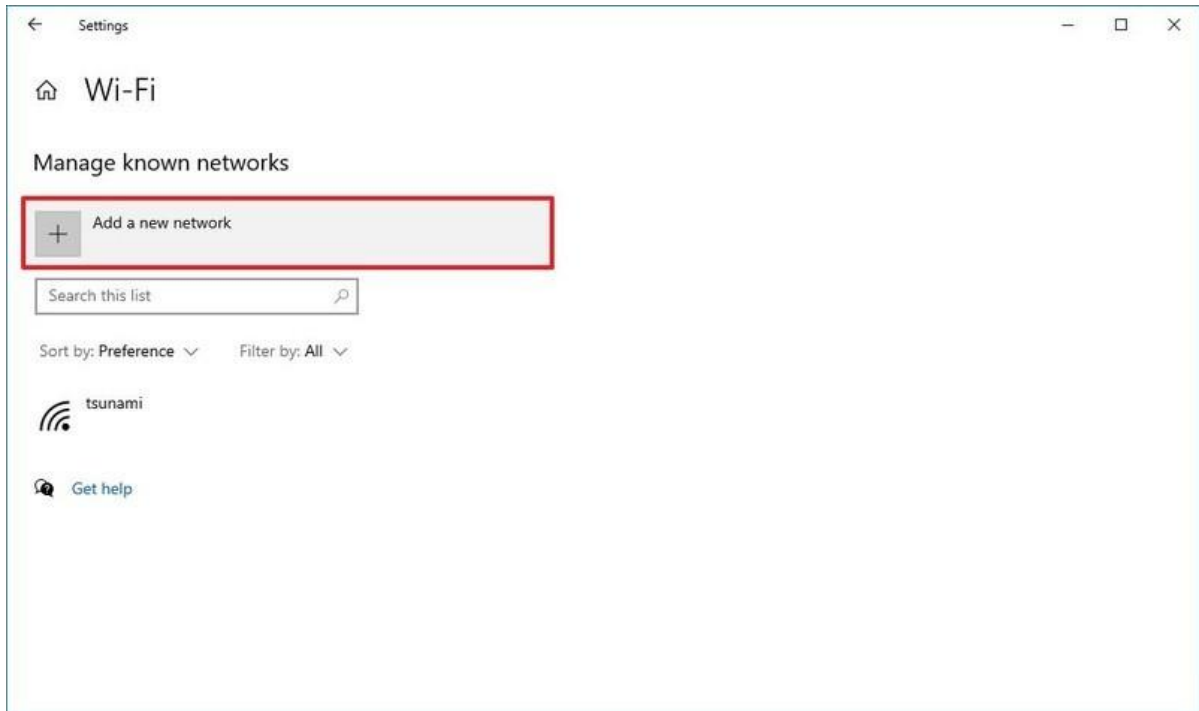 Settings
Wi-Fi
Manage known networks
Add a new network
Search this list
Sort by: Preference Filter by: All
tsunami
Get help